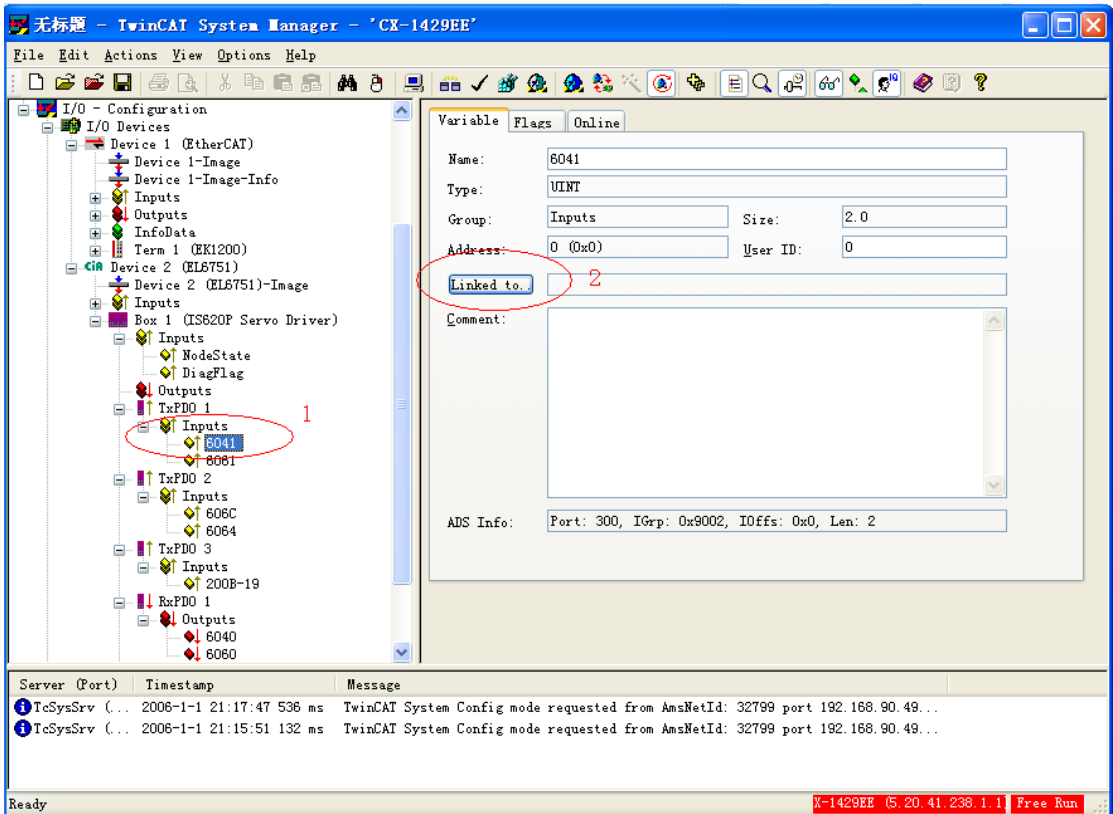 无标题 - TwinCAT System Manager - 'CX-1429EE'
File Edit Actions View Options Help
I/O - Configuration
I/O Devices
Device 1 (EtherCAT)
Device 1-Image
Device 1-Image-Info
Inputs
Outputs
InfoData
Term 1 (EK1200)
CiA Device 2 (EL6751)
Device 2 (EL6751)-Image
Inputs
Box 1 (IS620P Servo Driver)
Inputs
NodeState
DiagFlag
Outputs
TxPDO 1
1
Inputs
6041
6061
TxPDO 2
Inputs
606C
6064
TxPDO 3
Inputs
200B-19
RxPDO 1
Outputs
6040
6060
Variable Flags Online
Name: 6041
Type: UINT
Group: Inputs Size: 2.0
Address: 0 (0x0) User ID: 0
Linked to.. 2
Comment:
ADS Info: Port: 300, IGrp: 0x9002, IOffs: 0x0, Len: 2
Server (Port) Timestamp Message
TcSysSrv (... 2006-1-1 21:17:47 536 ms TwinCAT System Config mode requested from AmsNetId: 32799 port 192.168.90.49...
TcSysSrv (... 2006-1-1 21:15:51 132 ms TwinCAT System Config mode requested from AmsNetId: 32799 port 192.168.90.49...
Ready X-1429EE (5.20.41.238.1.1 Free Run